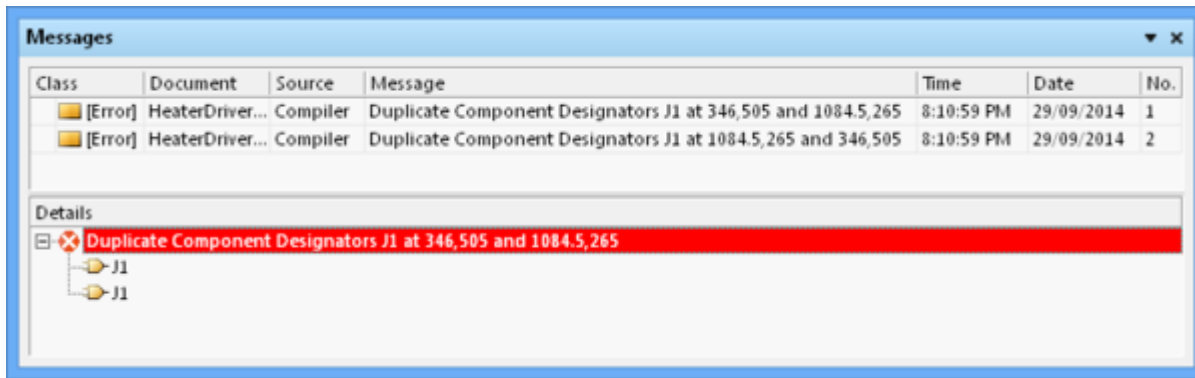 Messages
Class Document Source Message Time Date No.
[Error] HeaterDriver... Compiler Duplicate Component Designators J1 at 346,505 and 1084.5,265 8:10:59 PM 29/09/2014 1
[Error] HeaterDriver... Compiler Duplicate Component Designators J1 at 1084.5,265 and 346,505 8:10:59 PM 29/09/2014 2
Details
Duplicate Component Designators J1 at 346,505 and 1084.5,265
J1
J1